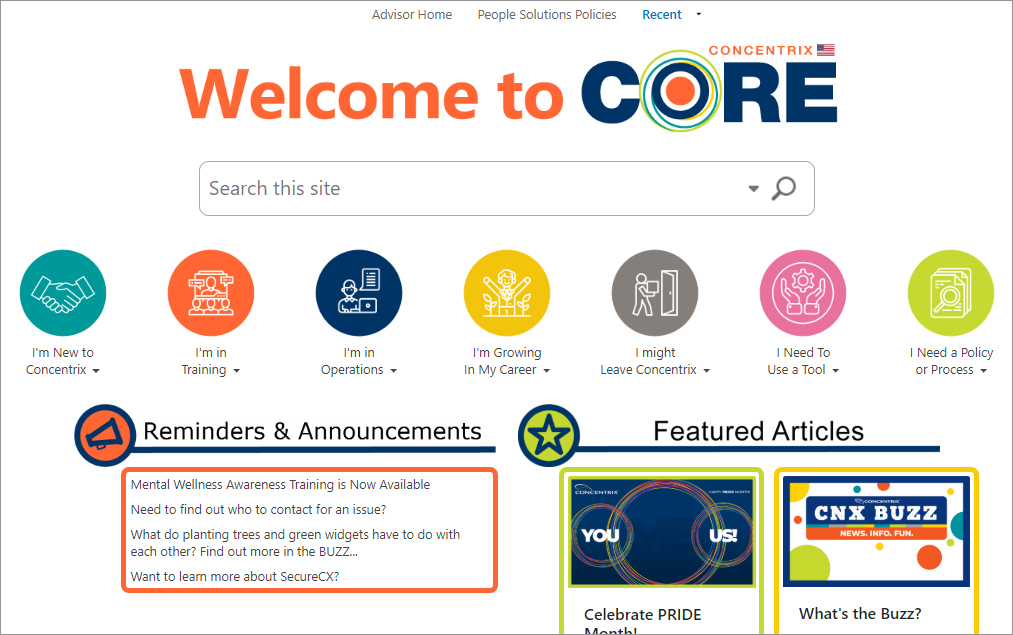 Advisor Home People Solutions Policies Recent
CONCENTRIX
Welcome to CORE
Search this site
I'm New to
Concentrix
I'm in
Training
I'm in
Operations
I'm Growing
In My Career
I might
Leave Concentrix
I Need To
Use a Tool
I Need a Policy
or Process
Reminders & Announcements
Mental Wellness Awareness Training is Now Available
Need to find out who to contact for an issue?
What do planting trees and green widgets have to do with
each other? Find out more in the BUZZ...
Want to learn more about SecureCX?
Featured Articles
CONCENTRIX HAPPY PRIDE MONTH!
YOU ME US!
Celebrate PRIDE
Month!
CONCENTRIX
CNX BUZZ
NEWS. INFO. FUN.
What's the Buzz?